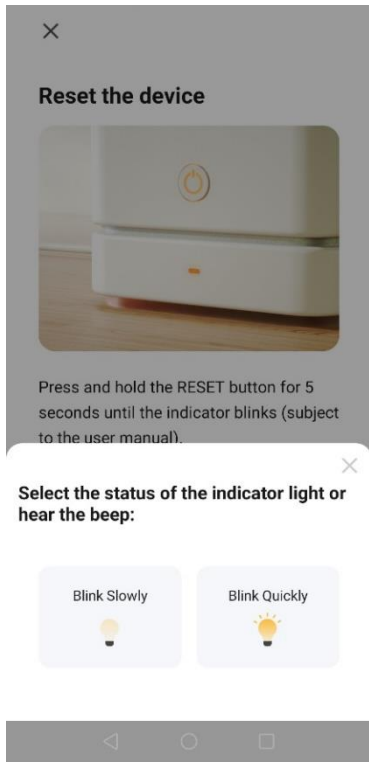 Reset the device
Press and hold the RESET button for 5
seconds until the indicator blinks (subject
to the user manual).
Select the status of the indicator light or
hear the beep:
Blink Slowly
Blink Quickly